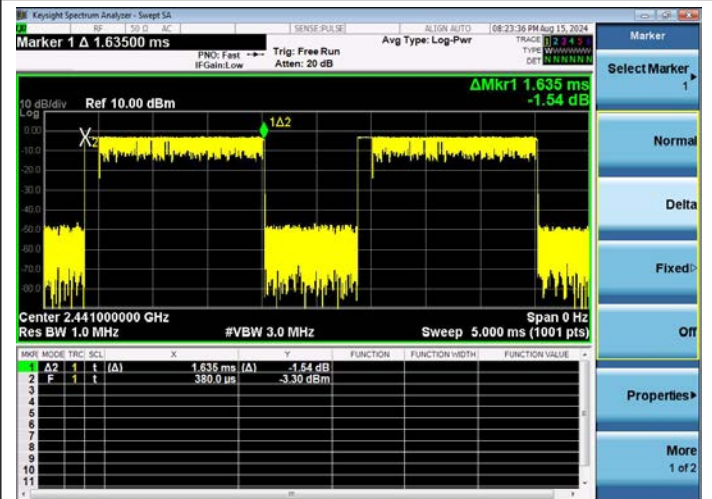 Keysight Spectrum Analyzer - Swept SA
RF 50 Ω AC SENSE:PULSE ALIGN AUTO 08:23:36 PM Aug 15, 2024
Marker 1 Δ 1.63500 ms
PNO: Fast
IFGain:Low
Trig: Free Run
Atten: 20 dB
Avg Type: Log-Pwr
TRACE 1 2 3 4 5 6
TYPE
DET N N N N N N
ΔMkr1 1.635 ms
-1.54 dB
10 dB/div Ref 10.00 dBm
Log
0.00
-10.0
-20.0
-30.0
-40.0
-50.0
-60.0
-70.0
-80.0
X2
1Δ2
Center 2.441000000 GHz Span 0 Hz
Res BW 1.0 MHz #VBW 3.0 MHz Sweep 5.000 ms (1001 pts)
MKR MODE TRC SCL X Y FUNCTION FUNCTION WIDTH FUNCTION VALUE
1 Δ2 1 t (Δ) 1.635 ms (Δ) -1.54 dB
2 F 1 t 380.0 µs -3.30 dBm
3
4
5
6
7
8
9
10
11
Marker
Select Marker
1
Normal
Delta
Fixed
Off
Properties
More
1 of 2